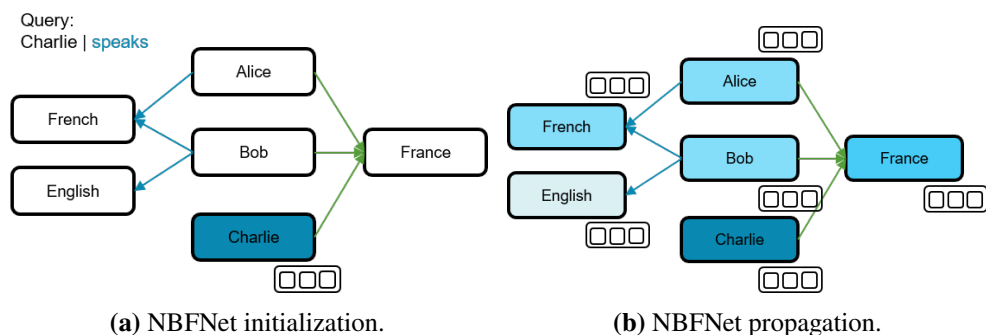 Query:
Charlie | speaks
Alice
French
Bob
France
English
Charlie
(a) NBFNet initialization.
Alice
French
Bob
France
English
Charlie
(b) NBFNet propagation.